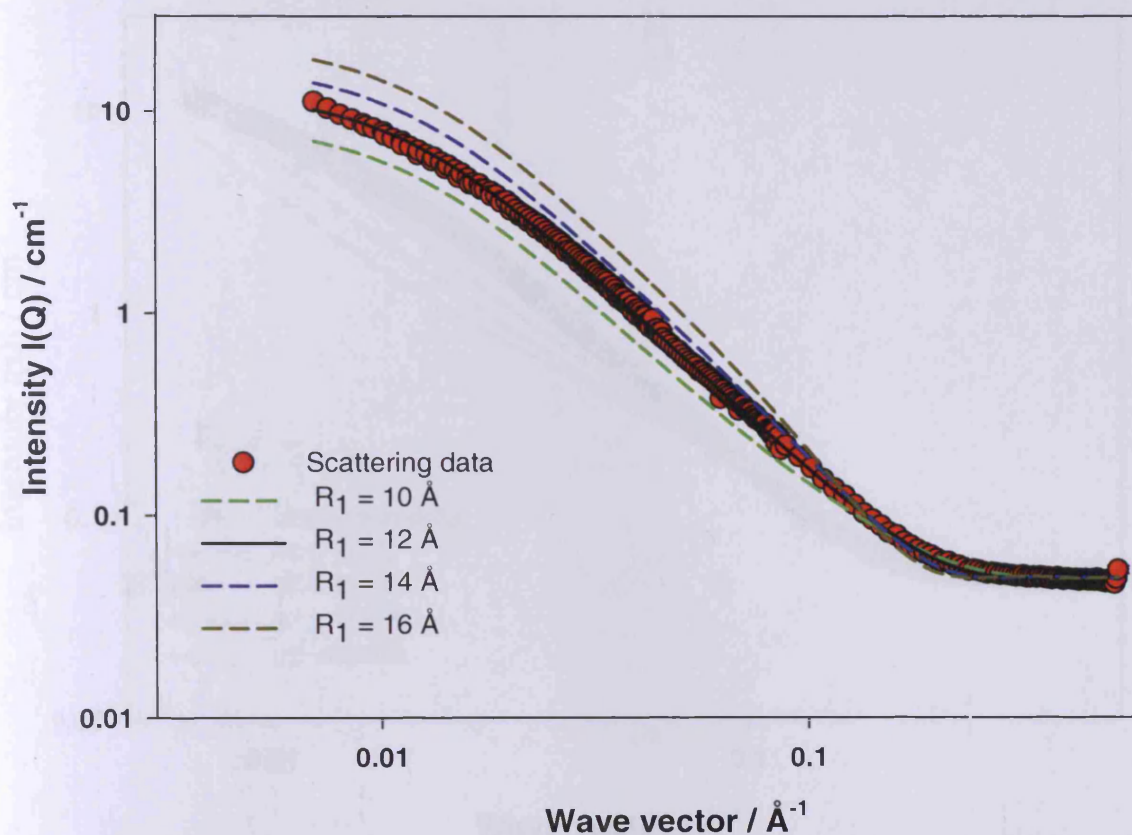 Intensity I(Q) / cm⁻¹
10
1
0.1
0.01
Scattering data
R₁ = 10 Å
R₁ = 12 Å
R₁ = 14 Å
R₁ = 16 Å
0.01
0.1
Wave vector / Å⁻¹